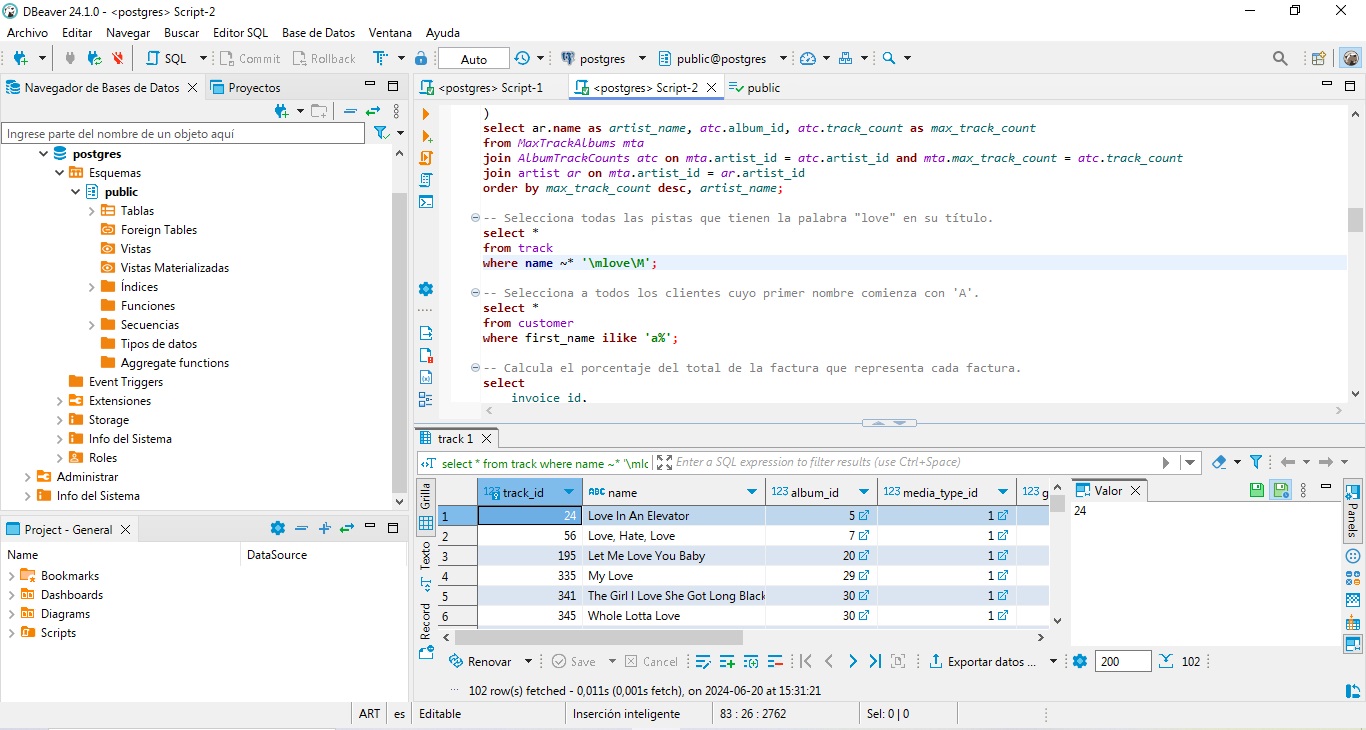 DBeaver 24.1.0 - <postgres> Script-2
Archivo Editar Navegar Buscar Editor SQL Base de Datos Ventana Ayuda
SQL Commit Rollback Auto postgres public@postgres
Navegador de Bases de Datos Proyectos
Ingrese parte del nombre de un objeto aquí
postgres
Esquemas
public
Tablas
Foreign Tables
Vistas
Vistas Materializadas
Índices
Funciones
Secuencias
Tipos de datos
Aggregate functions
Event Triggers
Extensiones
Storage
Info del Sistema
Roles
Administrar
Info del Sistema
Project - General
Name DataSource
Bookmarks
Dashboards
Diagrams
Scripts
<postgres> Script-1 <postgres> Script-2 public
)
select ar.name as artist_name, atc.album_id, atc.track_count as max_track_count
from MaxTrackAlbums mta
join AlbumTrackCounts atc on mta.artist_id = atc.artist_id and mta.max_track_count = atc.track_count
join artist ar on mta.artist_id = ar.artist_id
order by max_track_count desc, artist_name;
-- Selecciona todas las pistas que tienen la palabra "love" en su título.
select *
from track
where name ~* '\mlove\M';
-- Selecciona a todos los clientes cuyo primer nombre comienza con 'A'.
select *
from customer
where first_name ilike 'a%';
-- Calcula el porcentaje del total de la factura que representa cada factura.
select
invoice_id,
track 1
select * from track where name ~* '\mlc Enter a SQL expression to filter results (use Ctrl+Space)
Grilla
Texto
Record
123 track_id ABC name 123 album_id 123 media_type_id 123 g
1 24 Love In An Elevator 5 1
2 56 Love, Hate, Love 7 1
3 195 Let Me Love You Baby 20 1
4 335 My Love 29 1
5 341 The Girl I Love She Got Long Black 30 1
6 345 Whole Lotta Love 30 1
Valor
24
Panels
Renovar Save Cancel Exportar datos ... 200 102
102 row(s) fetched - 0,011s (0,001s fetch), on 2024-06-20 at 15:31:21
ART es Editable Inserción inteligente 83 : 26 : 2762 Sel: 0 | 0